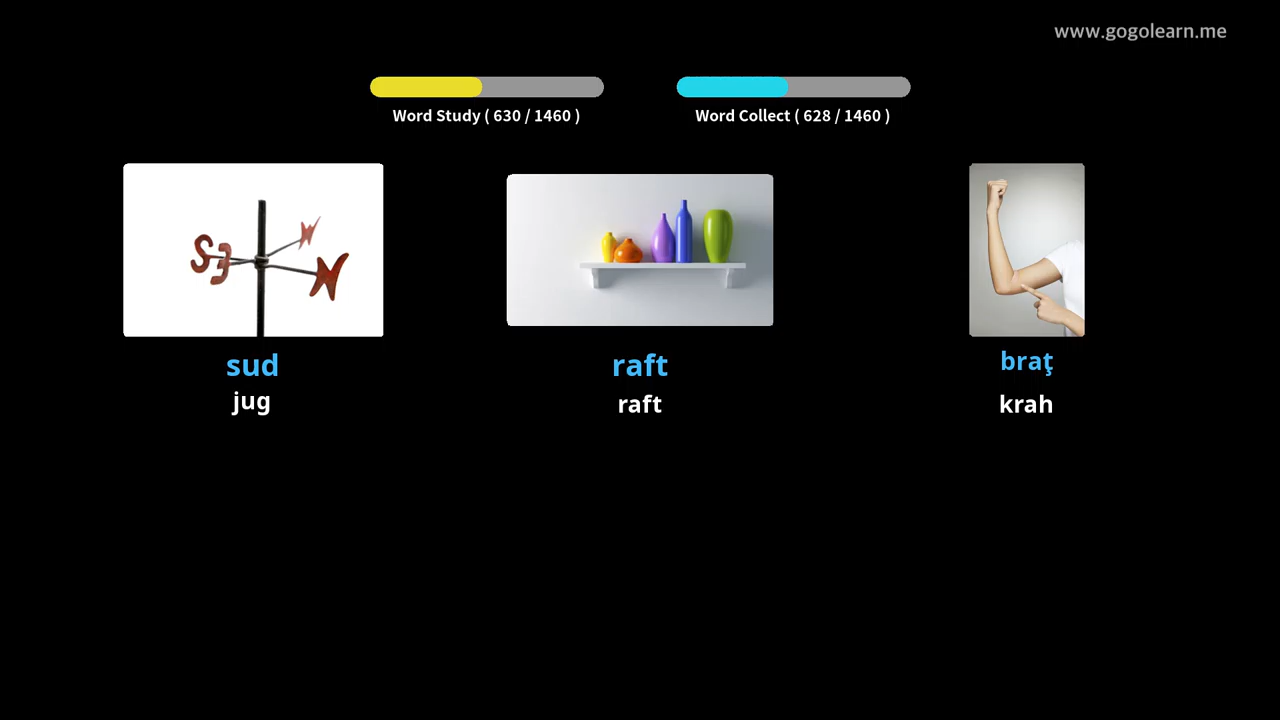 www.gogolearn.me
Word Study ( 630 / 1460 )
Word Collect ( 628 / 1460 )
S E N N
sud
raft
braţ
jug
raft
krah